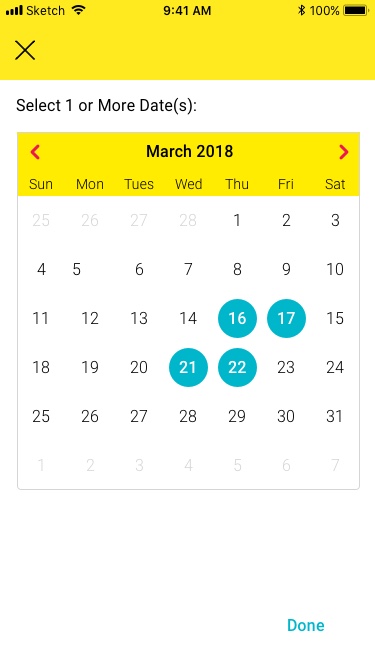 Sketch 9:41 AM 100%
Select 1 or More Date(s):
March 2018
Sun Mon Tues Wed Thu Fri Sat
25 26 27 28 1 2 3
4 5 6 7 8 9 10
11 12 13 14 16 17 15
18 19 20 21 22 23 24
25 26 27 28 29 30 31
1 2 3 4 5 6 7
Done